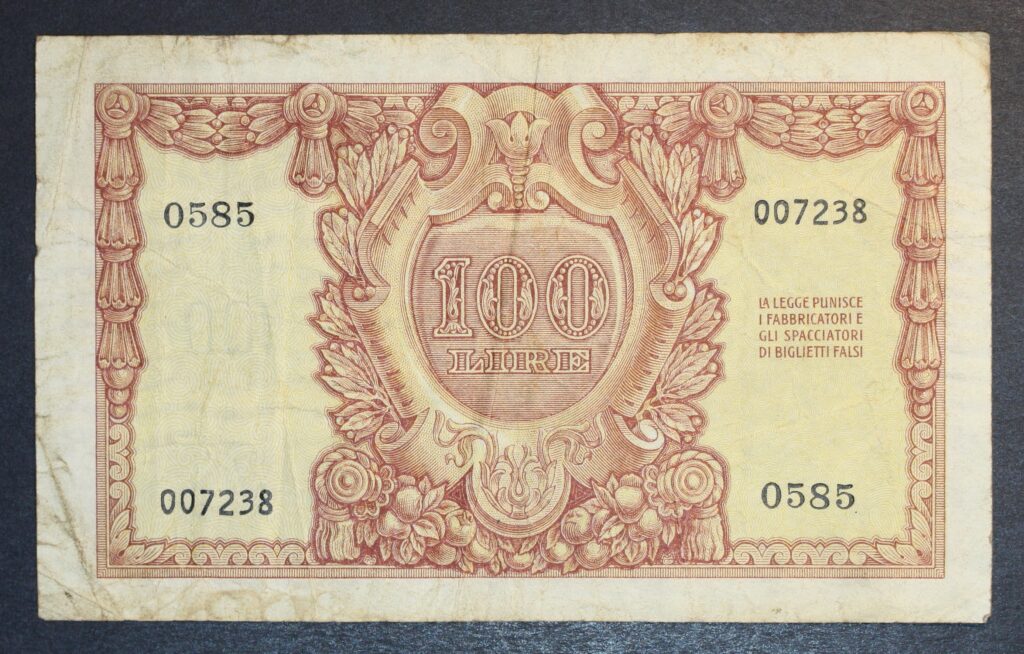 0585
007238
100
LIRE
LA LEGGE PUNISCE
I FABBRICATORI E
GLI SPACCIATORI
DI BIGLIETTI FALSI
007238
0585